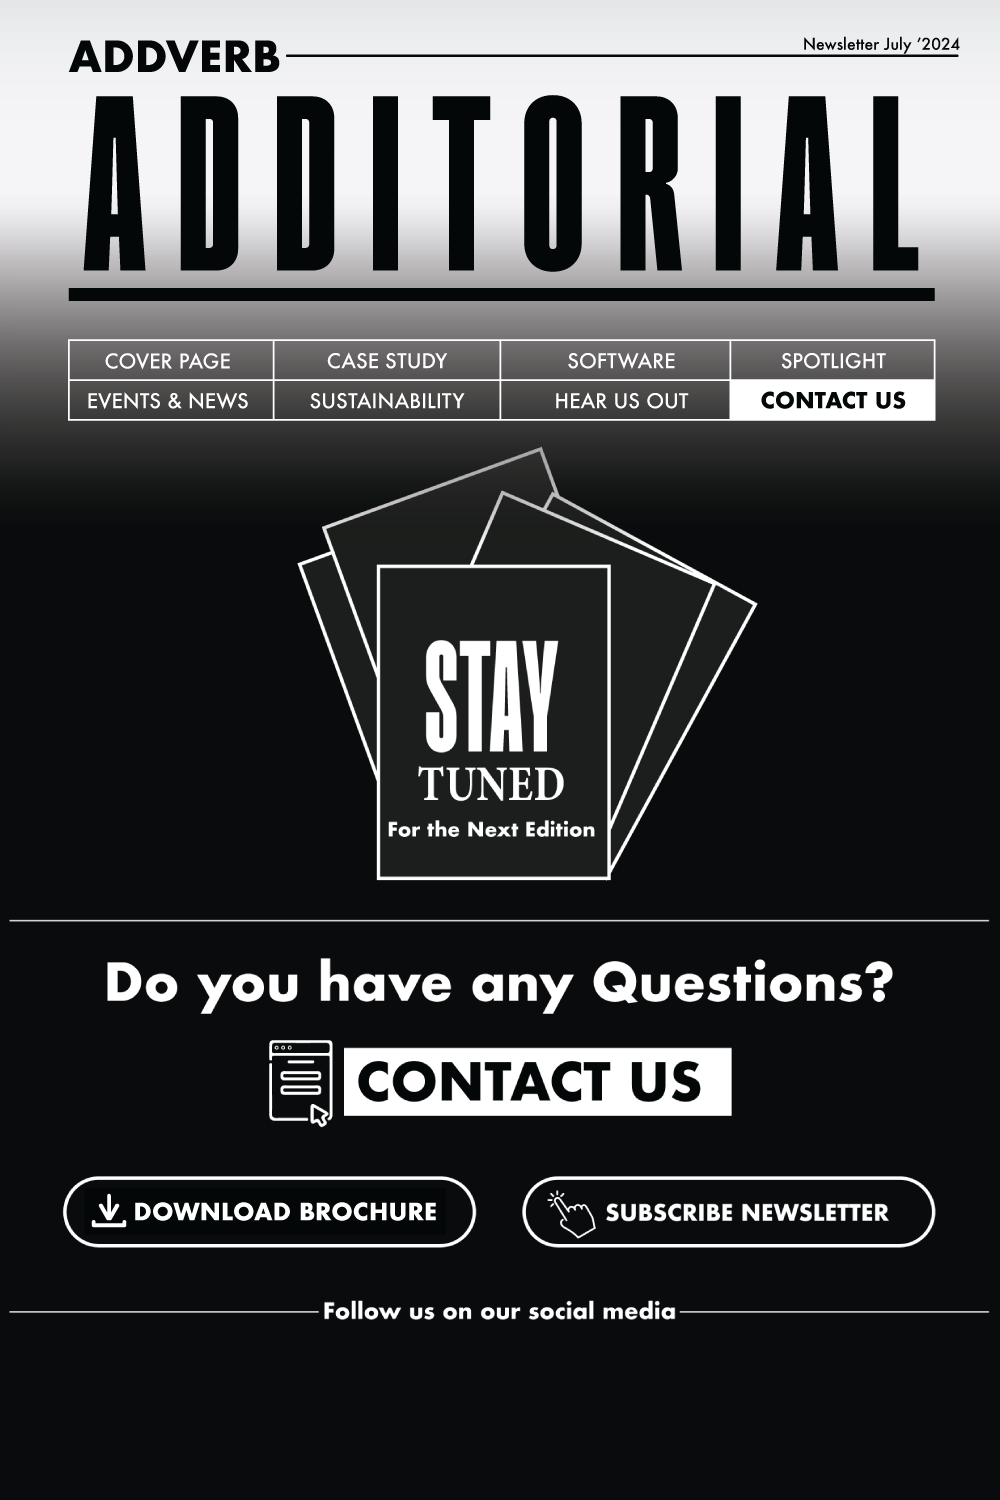 ADDVERB
Newsletter July ‘2024
ADDITORIAL
COVER PAGE CASE STUDY SOFTWARE SPOTLIGHT
EVENTS & NEWS SUSTAINABILITY HEAR US OUT CONTACT US
STAY
TUNED
For the Next Edition
Do you have any Questions?
CONTACT US
DOWNLOAD BROCHURE SUBSCRIBE NEWSLETTER
Follow us on our social media